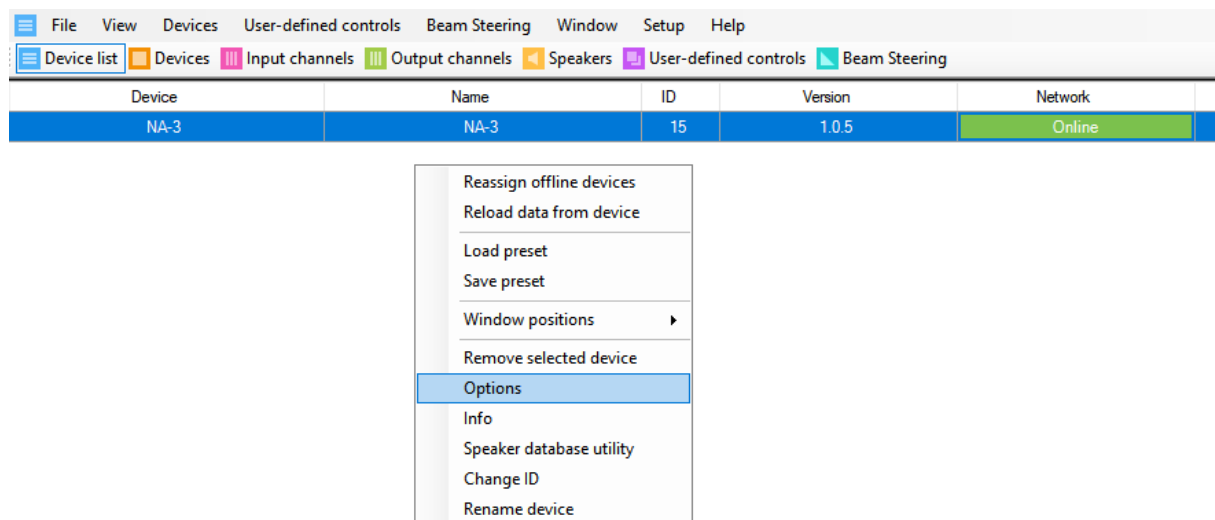 File View Devices User-defined controls Beam Steering Window Setup Help
Device list Devices Input channels Output channels Speakers User-defined controls Beam Steering
Device Name ID Version Network
NA-3 NA-3 15 1.0.5 Online
Reassign offline devices
Reload data from device
Load preset
Save preset
Window positions
Remove selected device
Options
Info
Speaker database utility
Change ID
Rename device